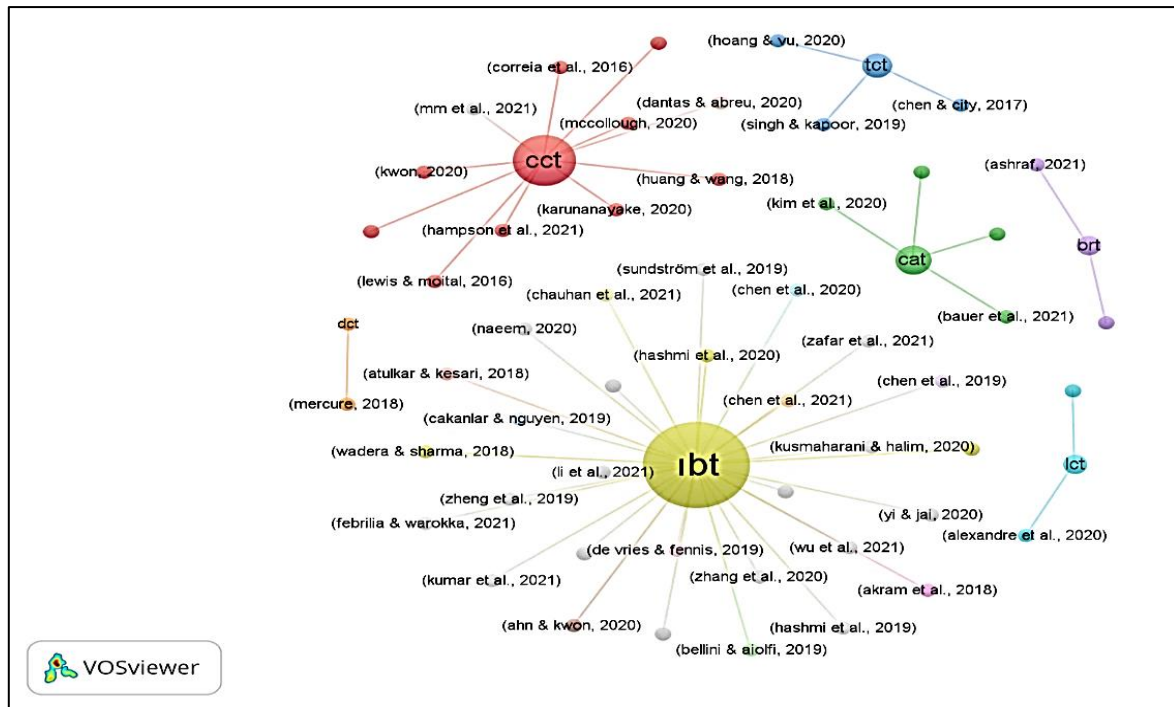 (hoang & vu, 2020)
tct
(correia et al., 2016)
(mm et al., 2021)
(dantas & abreu, 2020)
(chen & city, 2017)
(mccollough, 2020)
(singh & kapoor, 2019)
cct
(ashraf, 2021)
(kwon, 2020)
(huang & wang, 2018)
(kim et al., 2020)
(karunanayake, 2020)
(hampson et al., 2021)
brt
cat
(sundström et al., 2019)
(lewis & moital, 2016)
(chauhan et al., 2021)
(chen et al., 2020)
(bauer et al., 2021)
dct
(naeem, 2020)
(zafar et al., 2021)
(hashmi et al., 2020)
(atulkar & kesari, 2018)
(chen et al., 2019)
(mercure, 2018)
(chen et al., 2021)
(cakanlar & nguyen, 2019)
(wadera & sharma, 2018)
(kusmaharani & halim, 2020)
ıbt
lct
(li et al., 2021)
(zheng et al., 2019)
(yi & jai, 2020)
(febrilia & warokka, 2021)
(alexandre et al., 2020)
(de vries & fennis, 2019)
(wu et al., 2021)
(kumar et al., 2021)
(zhang et al., 2020)
(akram et al., 2018)
(ahn & kwon, 2020)
(hashmi et al., 2019)
(bellini & aiolfi, 2019)
VOSviewer